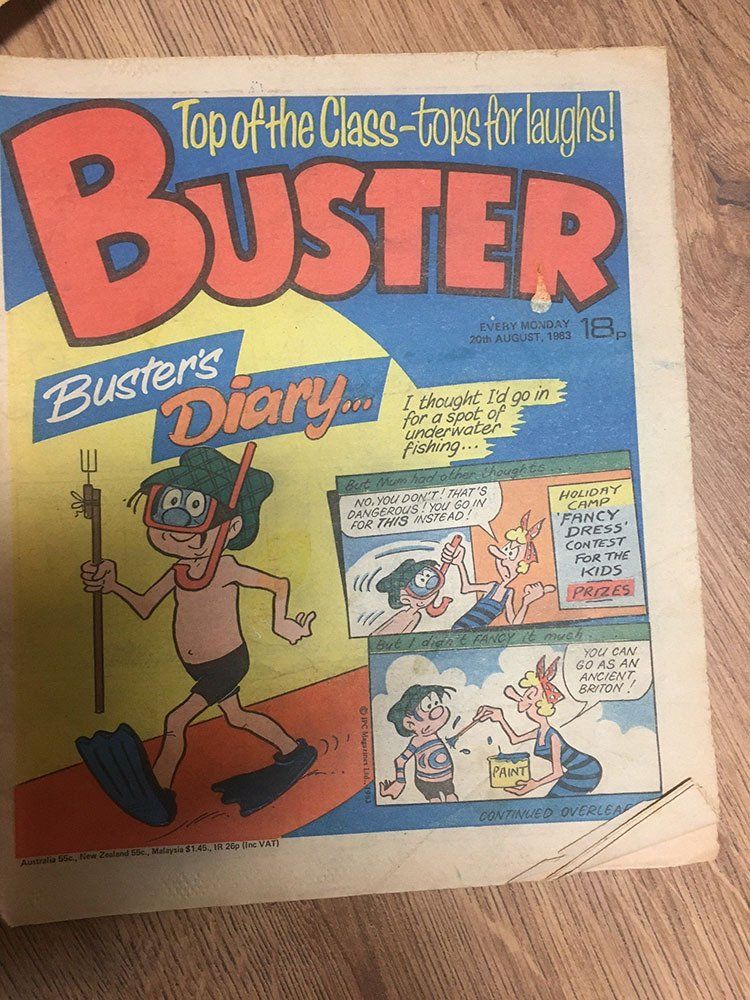 Top of the Class-tops for laughs!
BUSTER
EVERY MONDAY
20th AUGUST, 1983
18p
Buster's
Diary...
I thought I'd go in
for a spot of
underwater
fishing...
But Mum had other thoughts...
NO, YOU DON'T! THAT'S
DANGEROUS! YOU GO IN
FOR THIS INSTEAD!
HOLIDAY
CAMP
'FANCY
DRESS'
CONTEST
FOR THE
KIDS
PRIZES
but I didn't FANCY it much...
YOU CAN
GO AS AN
ANCIENT
BRITON!
PAINT
CONTINUED OVERLEAF
© IPC Magazines Ltd. 1983
Australia 55c., New Zealand 55c., Malaysia $1.45., IR 26p (Inc VAT)